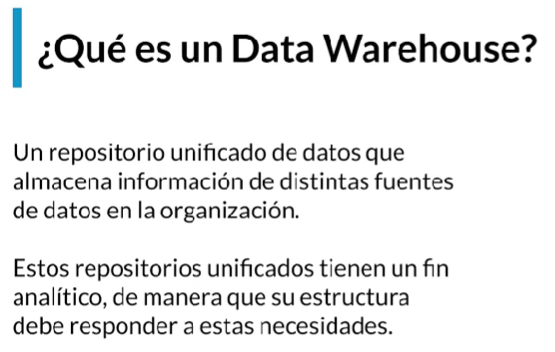 ¿Qué es un Data Warehouse?
Un repositorio unificado de datos que
almacena información de distintas fuentes
de datos en la organización.
Estos repositorios unificados tienen un fin
analítico, de manera que su estructura
debe responder a estas necesidades.